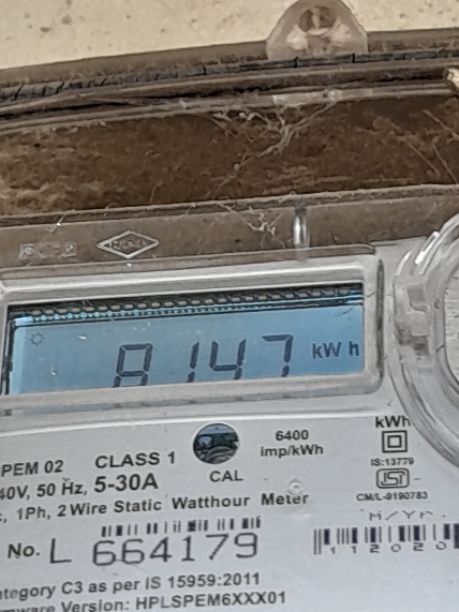 8147 kWh
6400
imp/kWh
kWh
PEM 02 CLASS 1
CAL
IS:13779
40V, 50 Hz, 5-30A
CM/L-9190783
1Ph, 2 Wire Static Watthour Meter
M/Yr.
No. L 664179
112020
ategory C3 as per IS 15959:2011
ware Version: HPLSPEM6XXX01